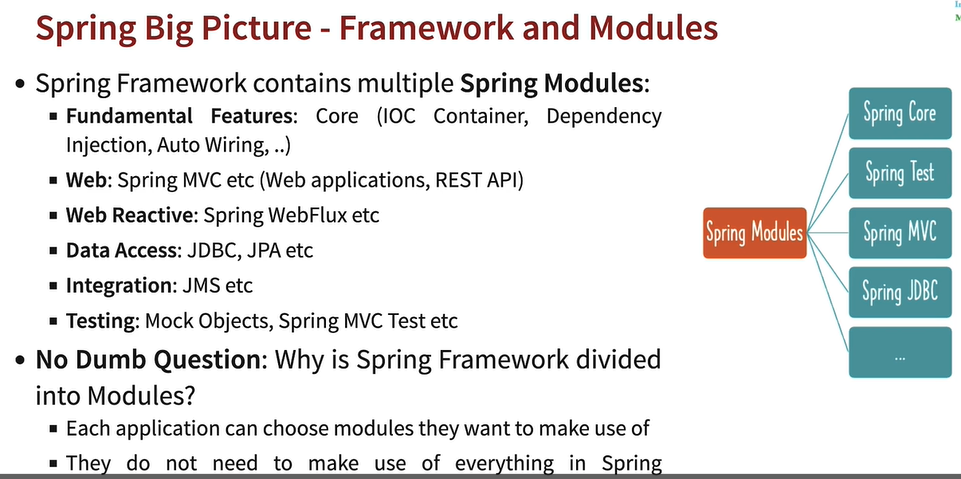 Spring Big Picture - Framework and Modules
• Spring Framework contains multiple Spring Modules:
▪ Fundamental Features: Core (IOC Container, Dependency
Injection, Auto Wiring, ..)
▪ Web: Spring MVC etc (Web applications, REST API)
▪ Web Reactive: Spring WebFlux etc
▪ Data Access: JDBC, JPA etc
▪ Integration: JMS etc
▪ Testing: Mock Objects, Spring MVC Test etc
• No Dumb Question: Why is Spring Framework divided
into Modules?
▪ Each application can choose modules they want to make use of
▪ They do not need to make use of everything in Spring
Spring Modules
Spring Core
Spring Test
Spring MVC
Spring JDBC
...